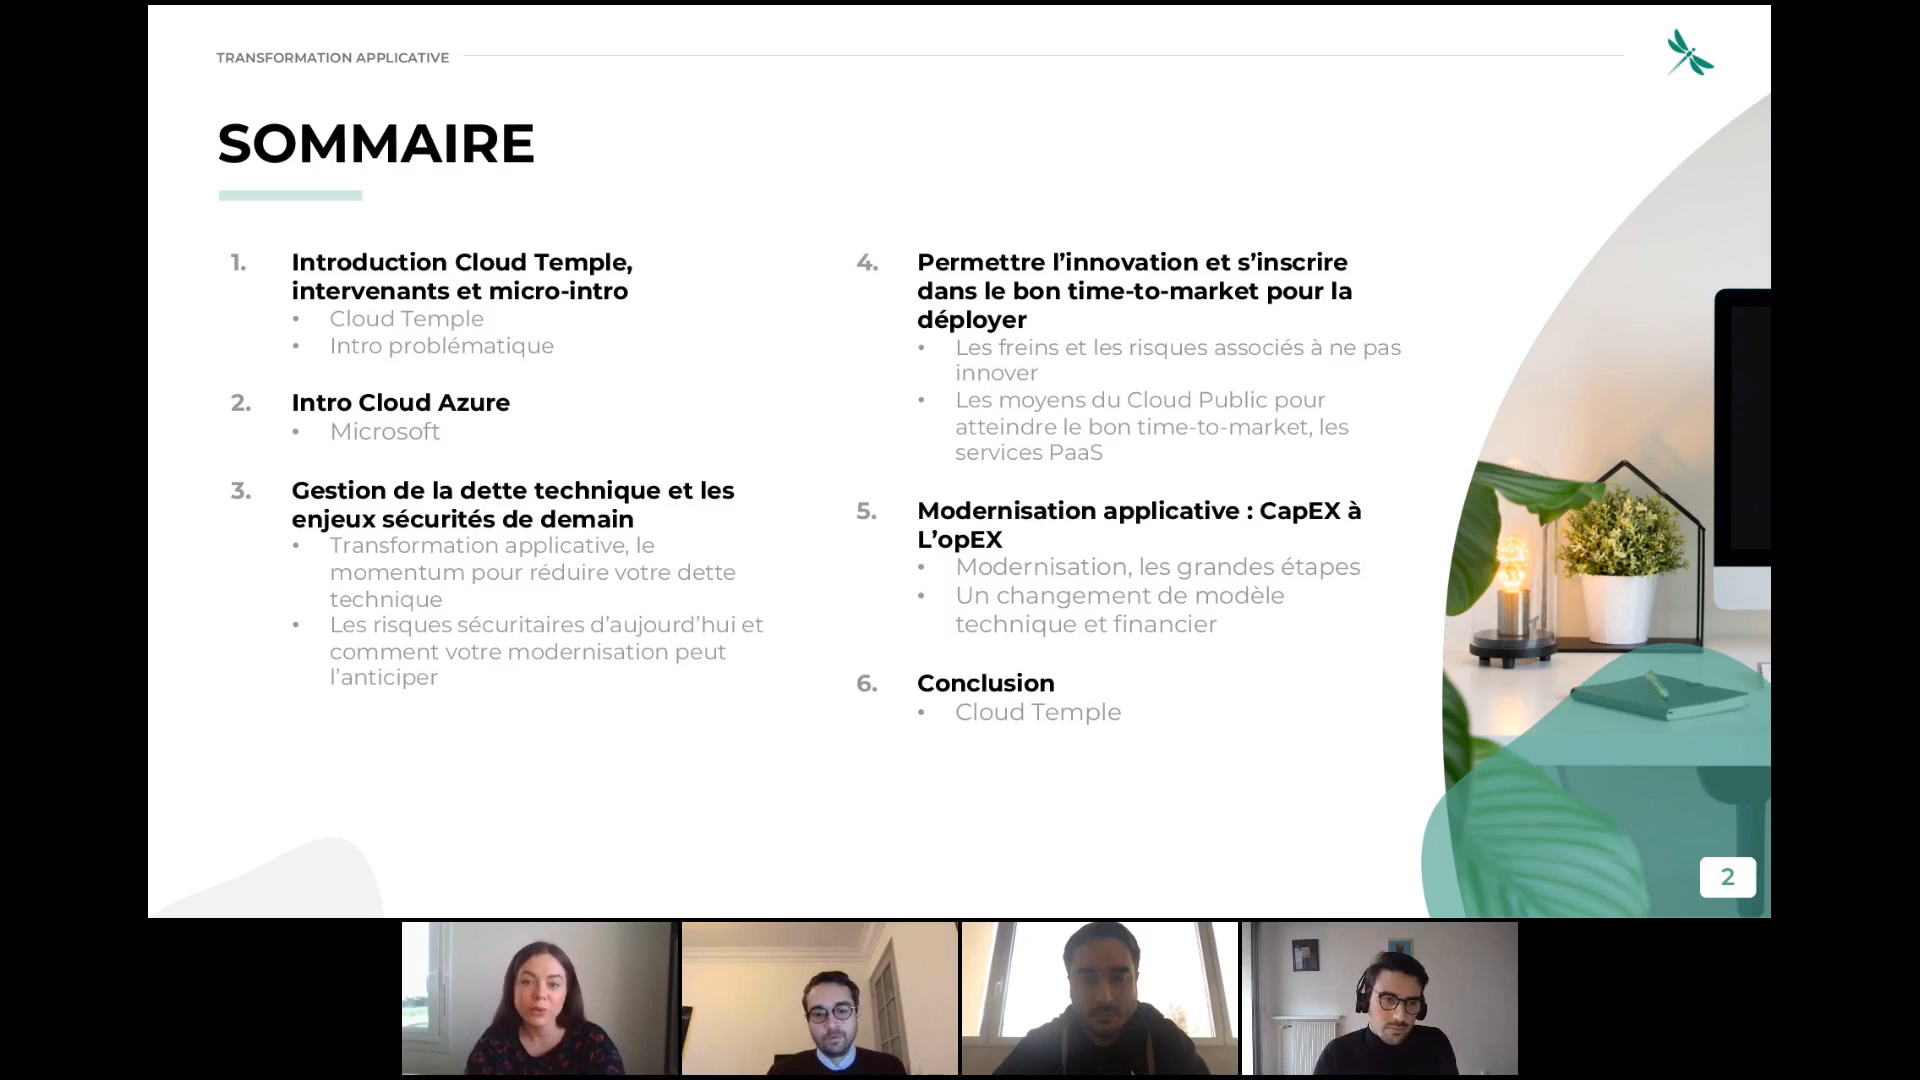 TRANSFORMATION APPLICATIVE
SOMMAIRE
1. Introduction Cloud Temple,
intervenants et micro-intro
• Cloud Temple
• Intro problématique
2. Intro Cloud Azure
• Microsoft
3. Gestion de la dette technique et les
enjeux sécurités de demain
• Transformation applicative, le
momentum pour réduire votre dette
technique
• Les risques sécuritaires d’aujourd’hui et
comment votre modernisation peut
l’anticiper
4. Permettre l’innovation et s’inscrire
dans le bon time-to-market pour la
déployer
• Les freins et les risques associés à ne pas
innover
• Les moyens du Cloud Public pour
atteindre le bon time-to-market, les
services PaaS
5. Modernisation applicative : CapEX à
L’opEX
• Modernisation, les grandes étapes
• Un changement de modèle
technique et financier
6. Conclusion
• Cloud Temple
2